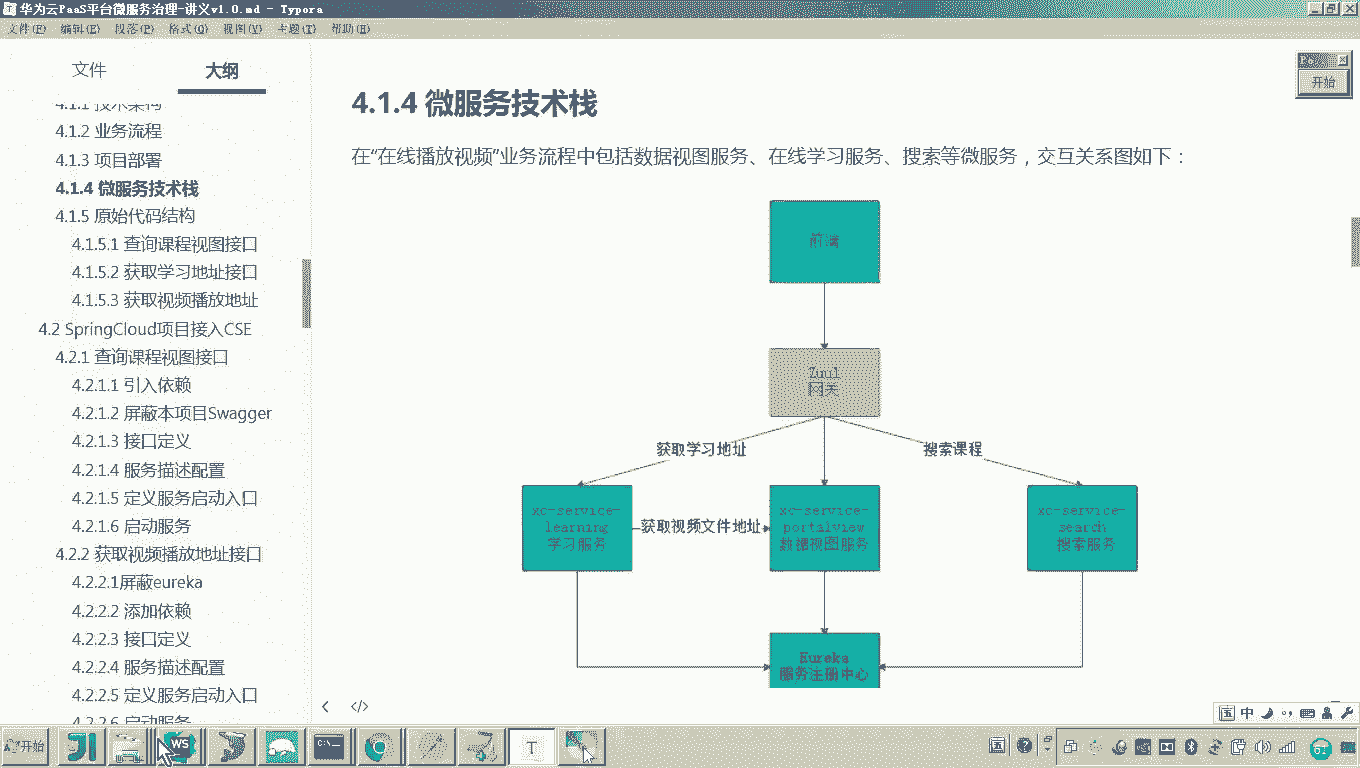 华为云PaaS平台微服务治理-讲义v1.0.md - Typora
文件(F) 编辑(E) 段落(P) 格式(O) 视图(V) 主题(T) 帮助(H)
文件 大纲
4.1.1 技术架构
4.1.2 业务流程
4.1.3 项目部署
4.1.4 微服务技术栈
4.1.5 原始代码结构
4.1.5.1 查询课程视图接口
4.1.5.2 获取学习地址接口
4.1.5.3 获取视频播放地址
4.2 SpringCloud项目接入CSE
4.2.1 查询课程视图接口
4.2.1.1 引入依赖
4.2.1.2 屏蔽本项目Swagger
4.2.1.3 接口定义
4.2.1.4 服务描述配置
4.2.1.5 定义服务启动入口
4.2.1.6 启动服务
4.2.2 获取视频播放地址接口
4.2.2.1屏蔽eureka
4.2.2.2 添加依赖
4.2.2.3 接口定义
4.2.2.4 服务描述配置
4.2.2.5 定义服务启动入口
4.2.2.6 启动服务
4.1.4 微服务技术栈
在“在线播放视频”业务流程中包括数据视图服务、在线学习服务、搜索等微服务，交互关系图如下：
前端
Zuul
网关
获取学习地址
搜索课程
xc-service-
learning
学习服务
获取视频文件地址
xc-service-
portalview
数据视图服务
xc-service-
search
搜索服务
Eureka
服务注册中心
开始
中
开始
WS
T
61